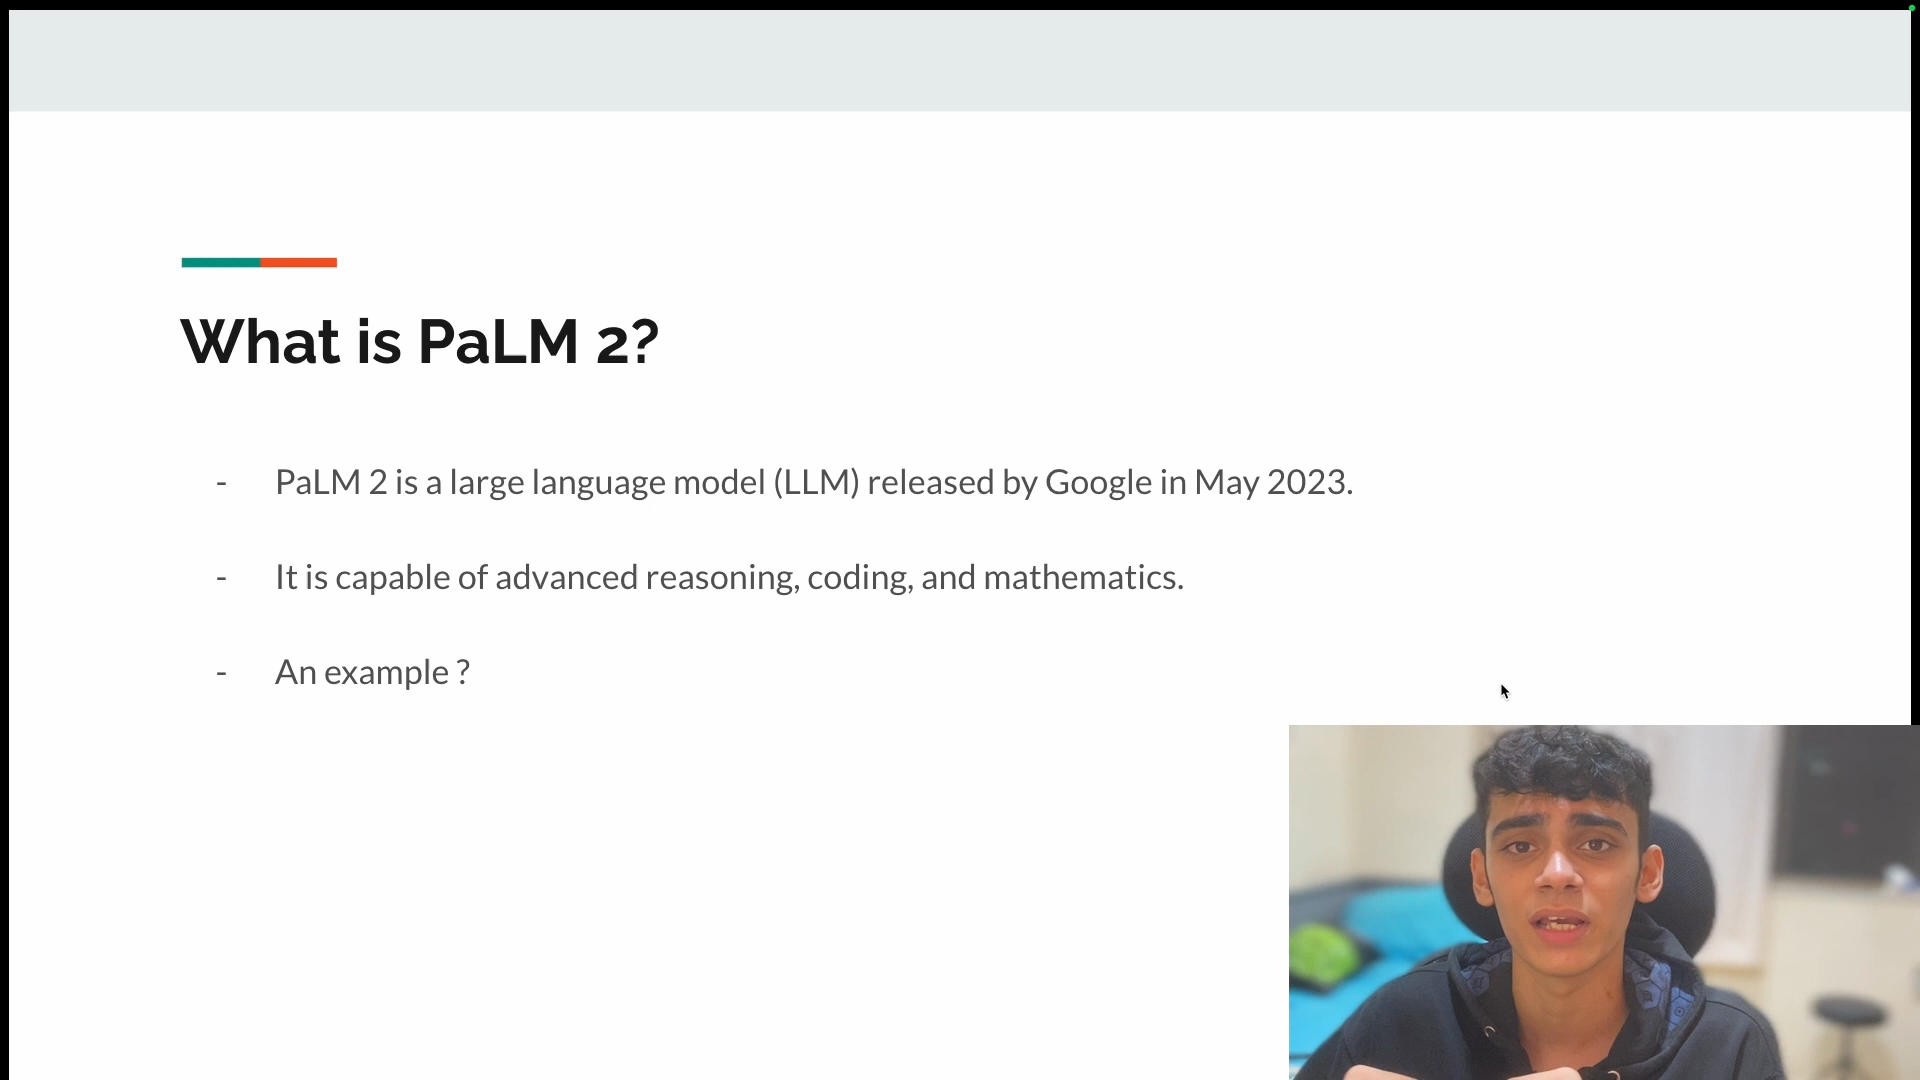 What is PaLM 2?
- PaLM 2 is a large language model (LLM) released by Google in May 2023.
- It is capable of advanced reasoning, coding, and mathematics.
- An example ?